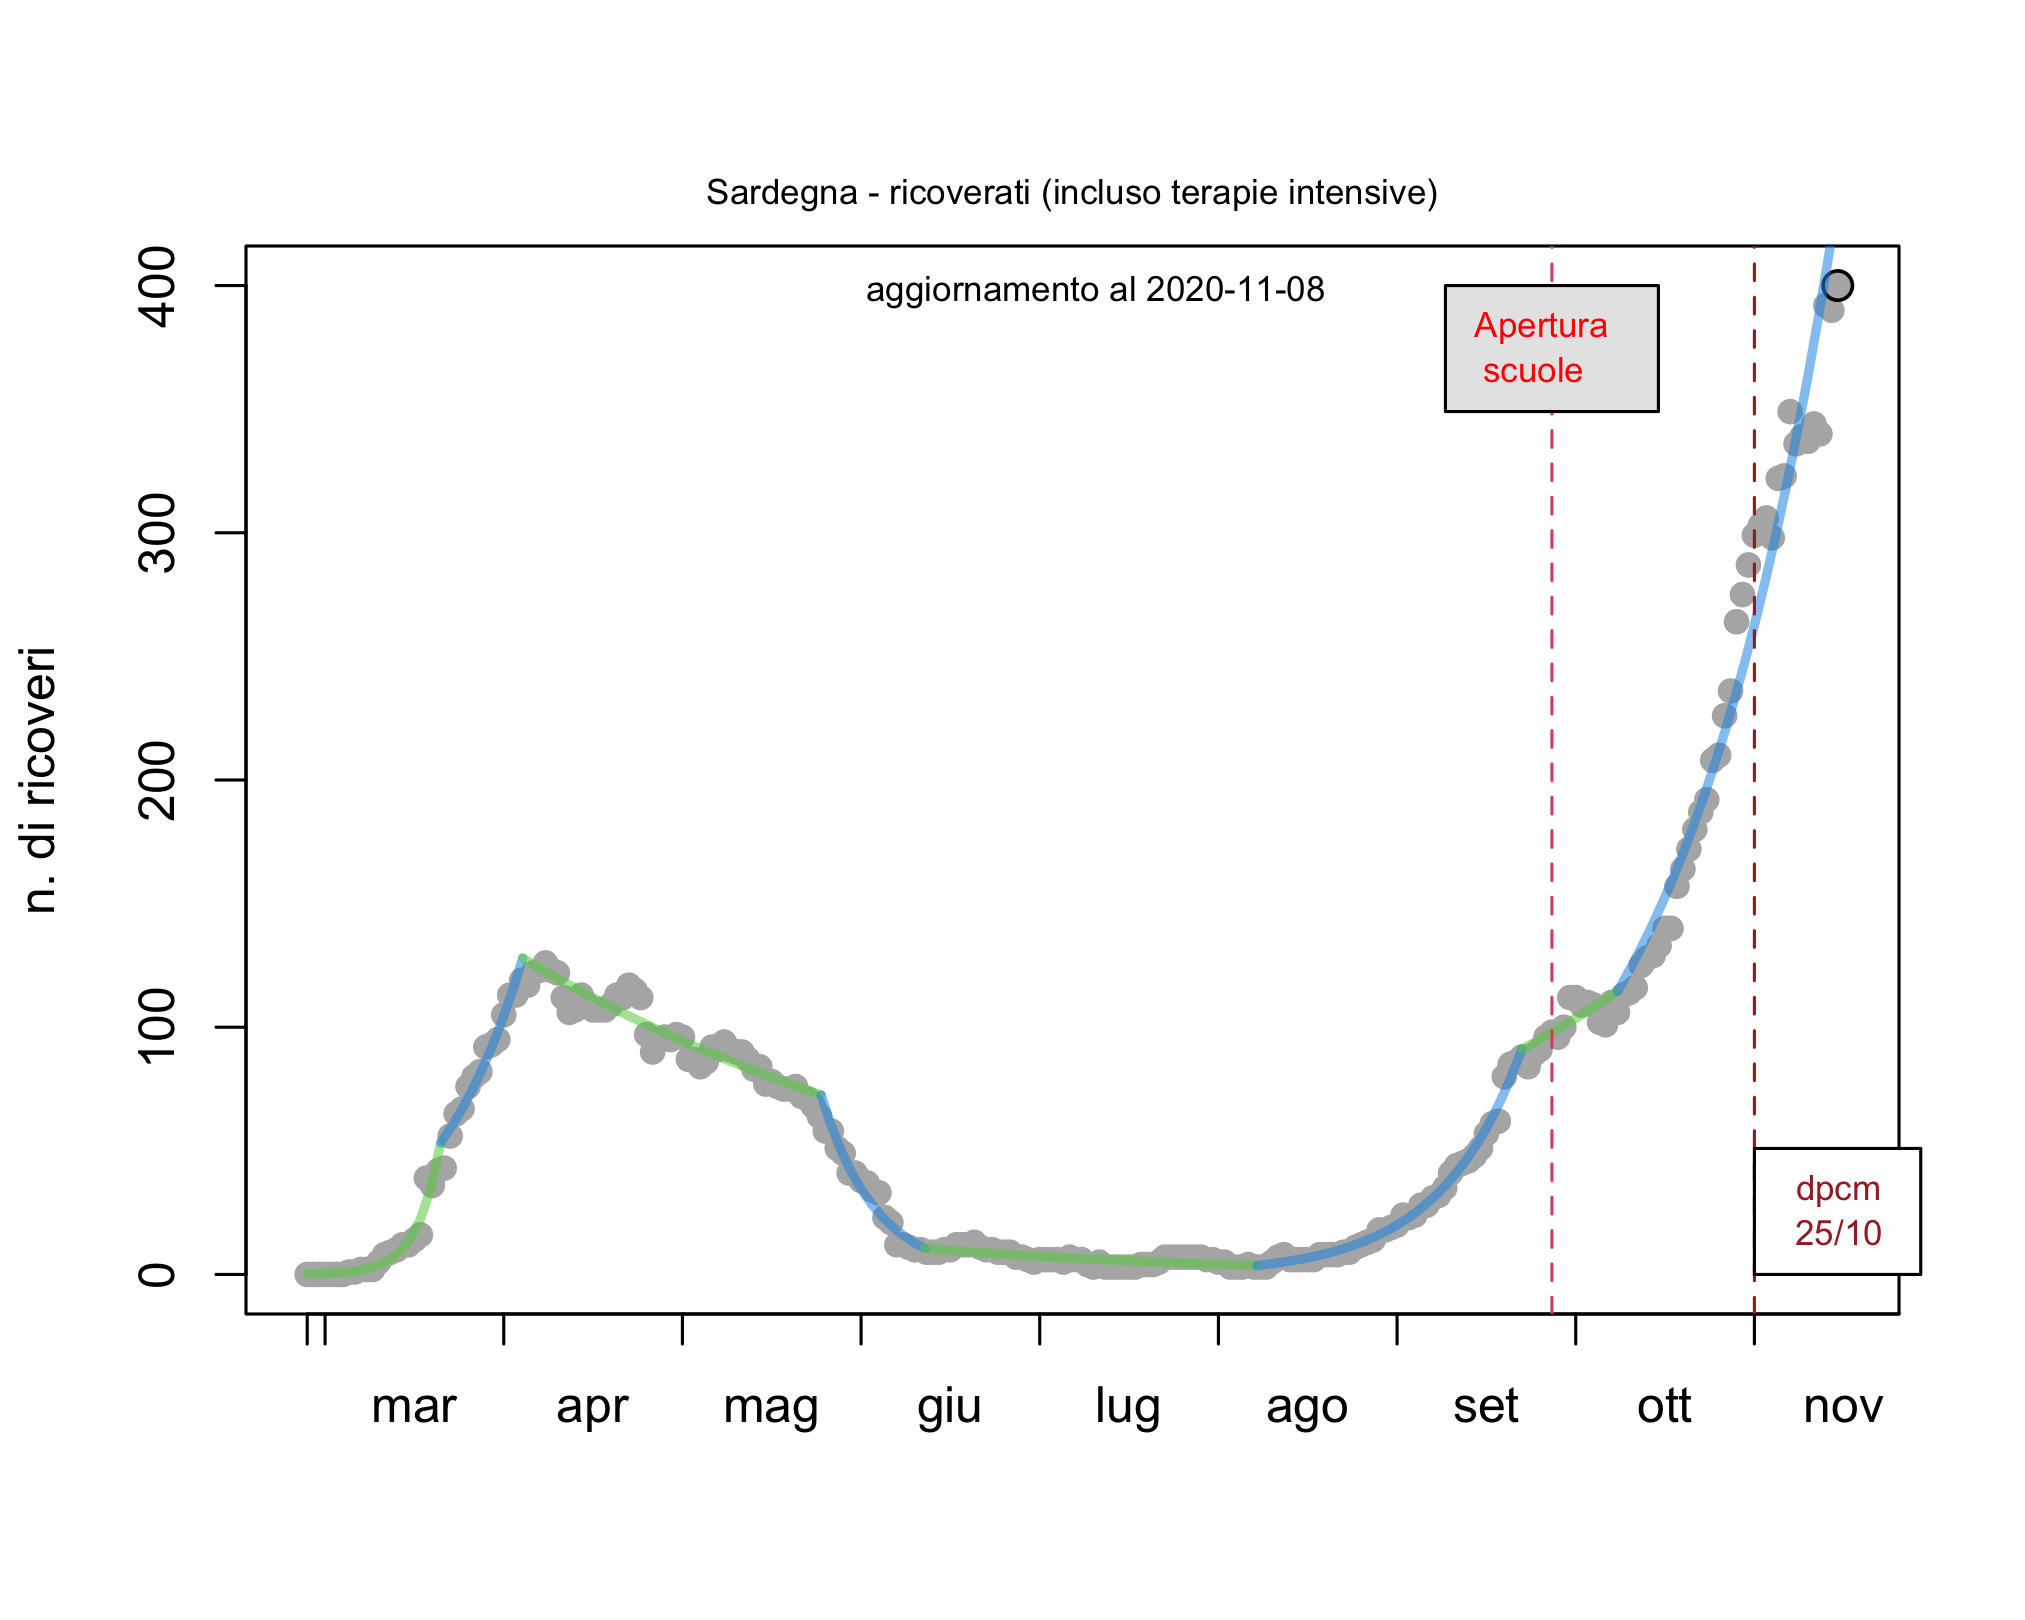 Sardegna - ricoverati (incluso terapie intensive)
aggiornamento al 2020-11-08
Apertura
scuole
n. di ricoveri
400
300
200
100
0
dpcm
25/10
mar apr mag giu lug ago set ott nov